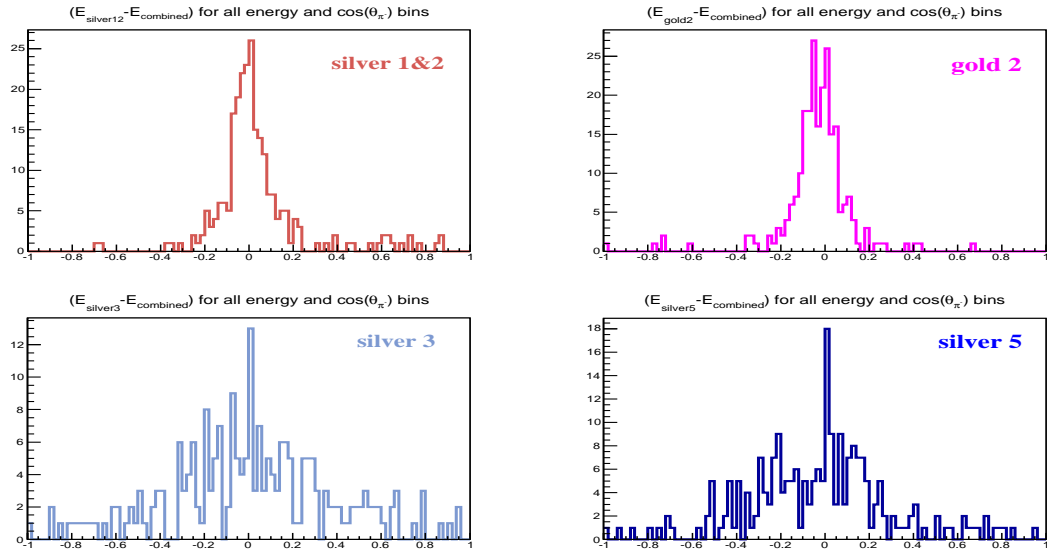 (E_silver12-E_combined) for all energy and cos(θ_π-) bins
silver 1&2
25
20
15
10
5
0
-1 -0.8 -0.6 -0.4 -0.2 0 0.2 0.4 0.6 0.8 1
(E_gold2-E_combined) for all energy and cos(θ_π-) bins
gold 2
25
20
15
10
5
0
-1 -0.8 -0.6 -0.4 -0.2 0 0.2 0.4 0.6 0.8 1
(E_silver3-E_combined) for all energy and cos(θ_π-) bins
silver 3
12
10
8
6
4
2
0
-1 -0.8 -0.6 -0.4 -0.2 0 0.2 0.4 0.6 0.8 1
(E_silver5-E_combined) for all energy and cos(θ_π-) bins
silver 5
18
16
14
12
10
8
6
4
2
0
-1 -0.8 -0.6 -0.4 -0.2 0 0.2 0.4 0.6 0.8 1